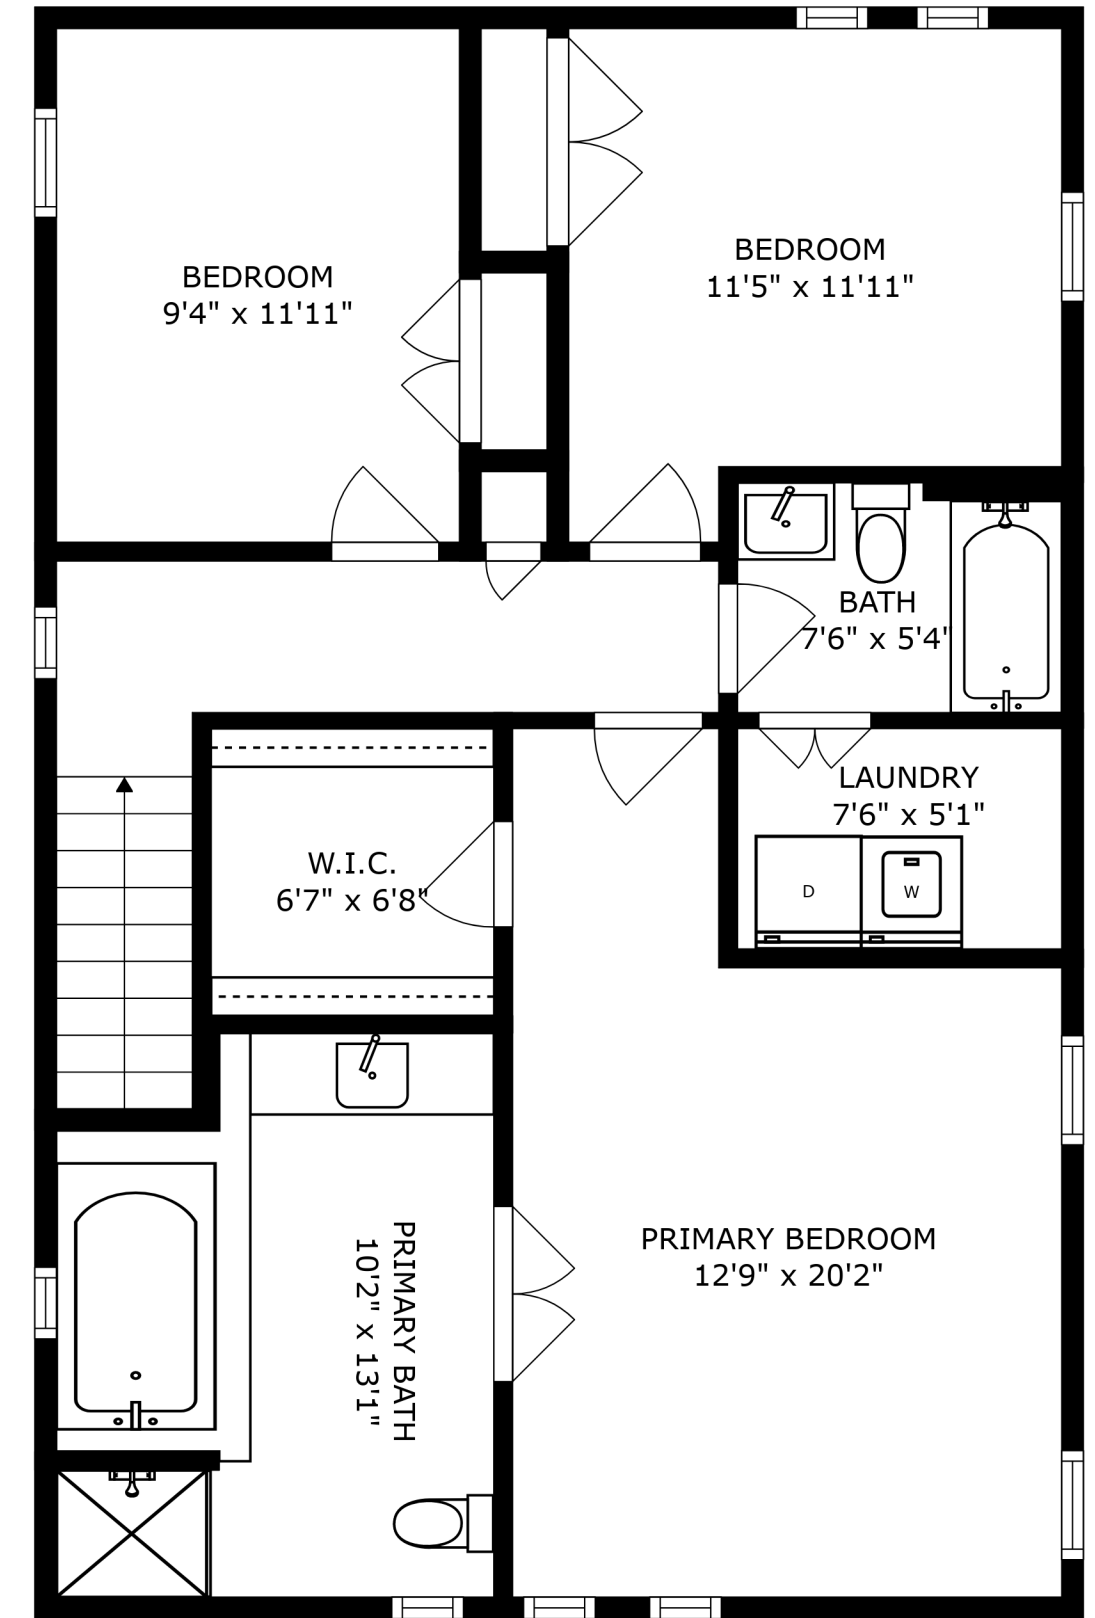 BEDROOM
9'4" x 11'11"
BEDROOM
11'5" x 11'11"
BATH
7'6" x 5'4"
LAUNDRY
7'6" x 5'1"
D
W
W.I.C.
6'7" x 6'8"
PRIMARY BEDROOM
12'9" x 20'2"
PRIMARY BATH
10'2" x 13'1"